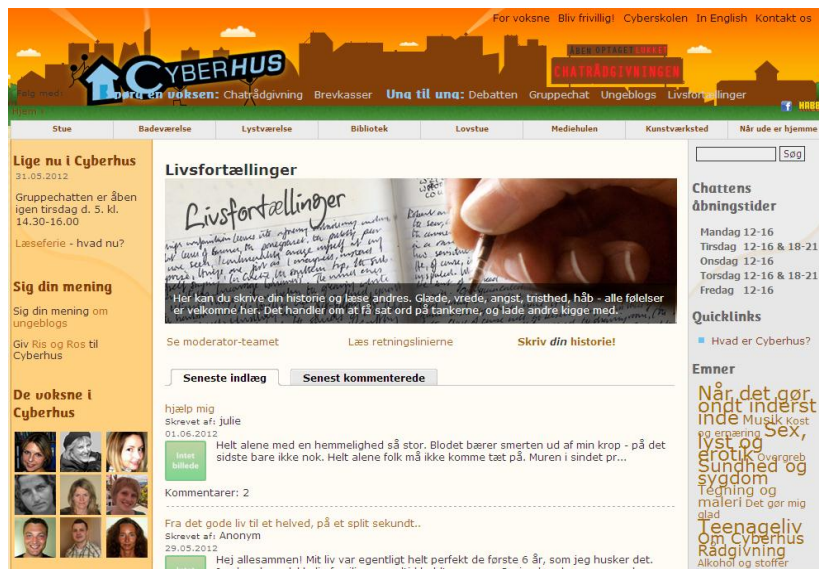 For voksne Bliv frivillig! Cyberskolen In English Kontakt os
CYBERHUS
ÅBEN OPTAGET LUKKET
CHATRÅDGIVNINGEN
Følg med:
Spørg en voksen: Chatrådgivning Brevkasser Ung til ung: Debatten Gruppechat Ungeblogs Livsfortællinger
Hjem
Stue Badeværelse Lystværelse Bibliotek Lovstue Mediehulen Kunstværksted Når ude er hjemme
Lige nu i Cyberhus
31.05.2012
Gruppechatten er åben
igen tirsdag d. 5. kl.
14.30-16.00
Læseferie - hvad nu?
Sig din mening
Sig din mening om
ungeblogs
Giv Ris og Ros til
Cyberhus
De voksne i
Cyberhus
Livsfortællinger
Livsfortællinger
Her kan du skrive din historie og læse andres. Glæde, vrede, angst, tristhed, håb - alle følelser
er velkomne her. Det handler om at få sat ord på tankerne, og lade andre kigge med.
Se moderator-teamet Læs retningslinierne Skriv din historie!
Seneste indlæg Senest kommenterede
hjælp mig
Skrevet af: julie
01.06.2012
Intet
billede
Helt alene med en hemmelighed så stor. Blodet bærer smerten ud af min krop - på det
sidste bare ikke nok. Helt alene folk må ikke komme tæt på. Muren i sindet pr...
Kommentarer: 2
Fra det gode liv til et helved, på et split sekundt..
Skrevet af: Anonym
29.05.2012
Hej allesammen! Mit liv var egentligt helt perfekt de første 6 år, som jeg husker det.
Søg
Chattens
åbningstider
Mandag 12-16
Tirsdag 12-16 & 18-21
Onsdag 12-16
Torsdag 12-16 & 18-21
Fredag 12-16
Quicklinks
Hvad er Cyberhus?
Emner
Når det gør
ondt inderst
inde Musik Kost
og ernæring Sex,
lyst og
erotik Overgreb
Sundhed og
sygdom
Tegning og
maleri Det gør mig
glad
Teenageliv
Om Cyberhus
Rådgivning
Alkohol og stoffer